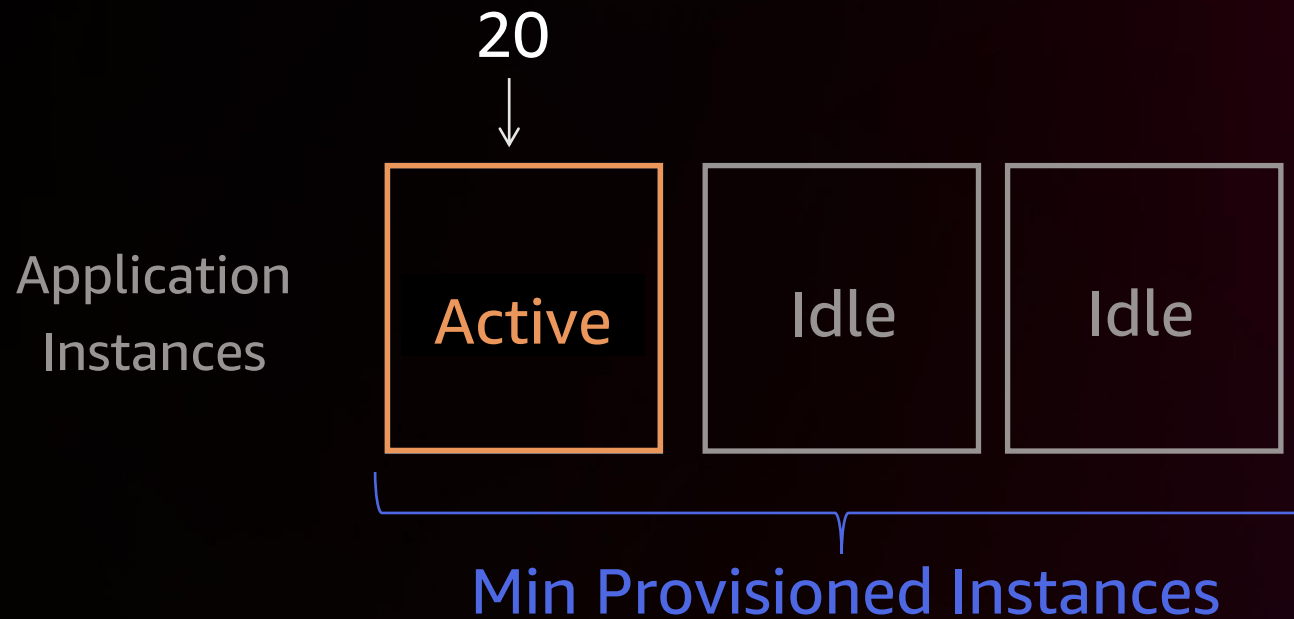 20
Application
Instances
Active
Idle
Idle
Min Provisioned Instances